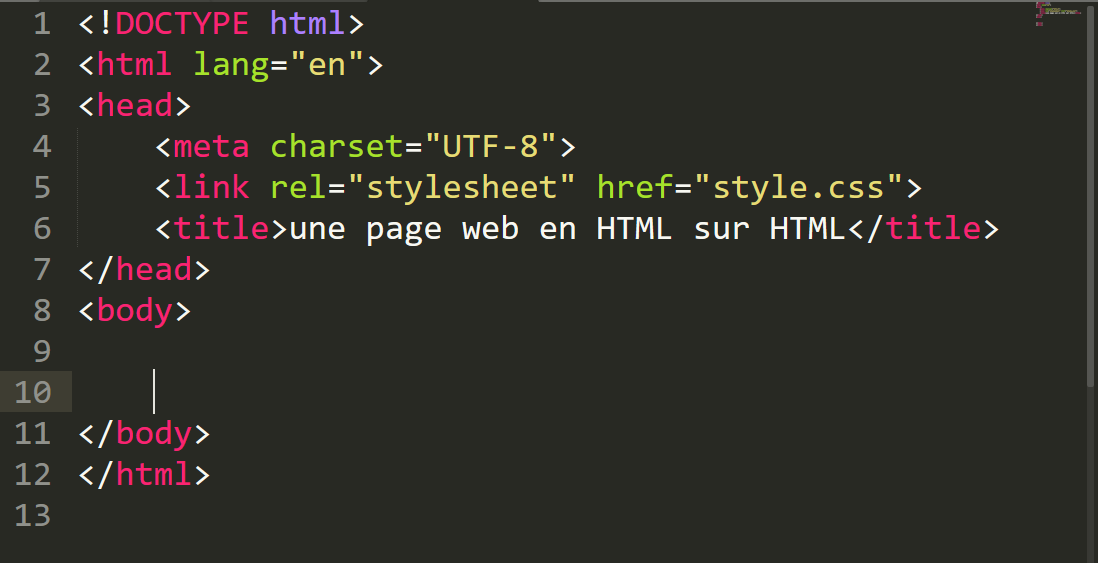 1 <!DOCTYPE html>
2 <html lang="en">
3 <head>
4     <meta charset="UTF-8">
5     <link rel="stylesheet" href="style.css">
6     <title>une page web en HTML sur HTML</title>
7 </head>
8 <body>
9
10
11 </body>
12 </html>
13